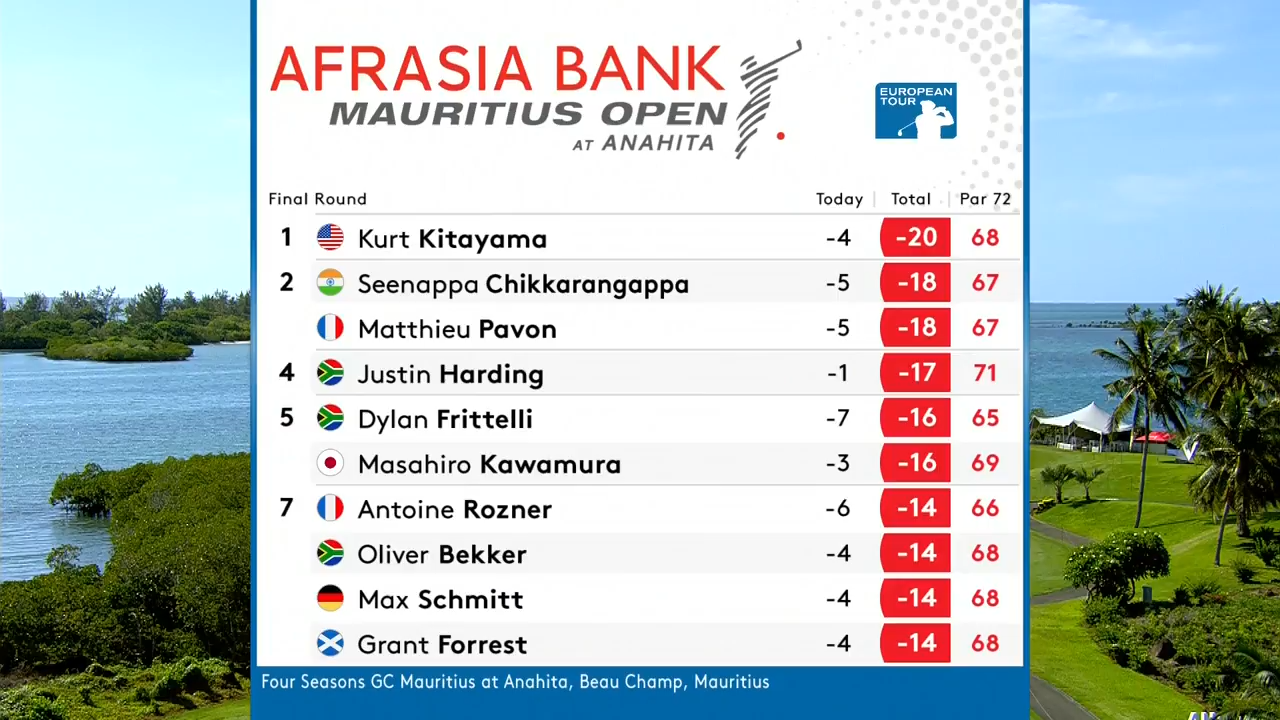 AFRASIA BANK
MAURITIUS OPEN
AT ANAHITA
EUROPEAN
TOUR
Final Round Today Total Par 72
1 Kurt Kitayama -4 -20 68
2 Seenappa Chikkarangappa -5 -18 67
Matthieu Pavon -5 -18 67
4 Justin Harding -1 -17 71
5 Dylan Frittelli -7 -16 65
Masahiro Kawamura -3 -16 69
7 Antoine Rozner -6 -14 66
Oliver Bekker -4 -14 68
Max Schmitt -4 -14 68
Grant Forrest -4 -14 68
Four Seasons GC Mauritius at Anahita, Beau Champ, Mauritius